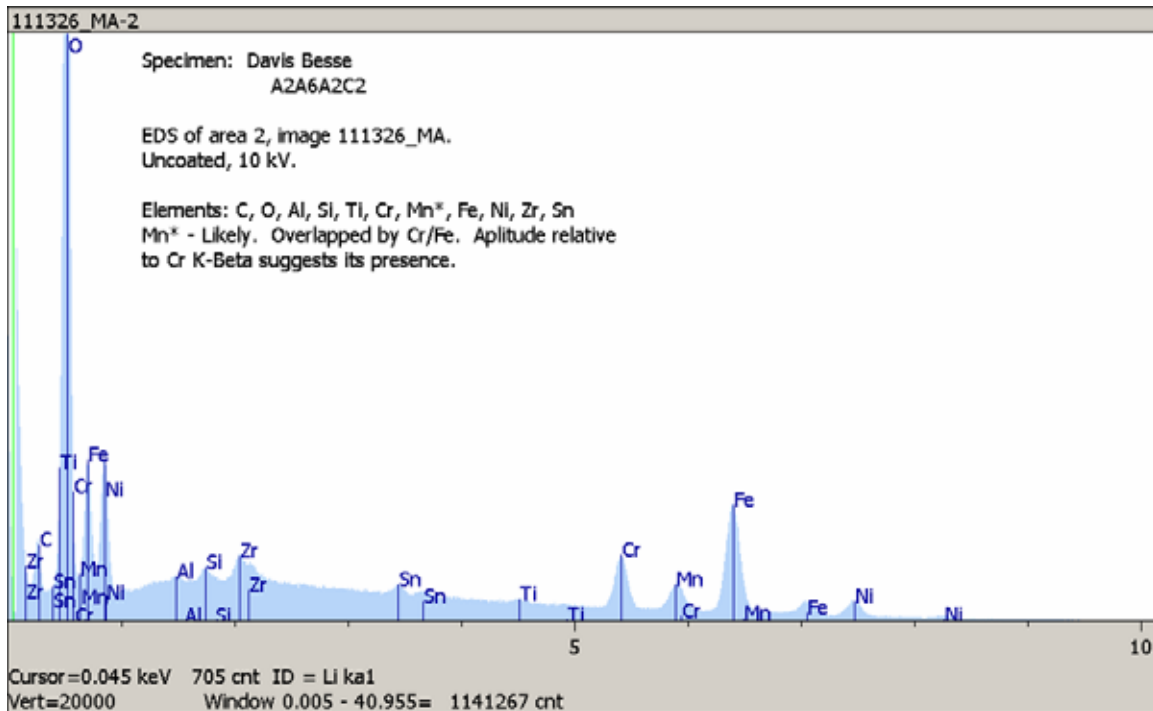 111326_MA-2
O
Specimen: Davis Besse
A2A6A2C2
EDS of area 2, image 111326_MA.
Uncoated, 10 kV.
Elements: C, O, Al, Si, Ti, Cr, Mn*, Fe, Ni, Zr, Sn
Mn* - Likely. Overlapped by Cr/Fe. Aplitude relative
to Cr K-Beta suggests its presence.
Ti Fe
Cr Ni
C
Zr Sn Mn
Zr Sn Mn Ni
Cr
Al Si Zr
Zr
Al Si
Sn Sn
Ti Ti
Cr
Mn
Cr
Fe
Mn Fe
Ni Ni
5 10
Cursor=0.045 keV 705 cnt ID = Li ka1
Vert=20000 Window 0.005 - 40.955= 1141267 cnt